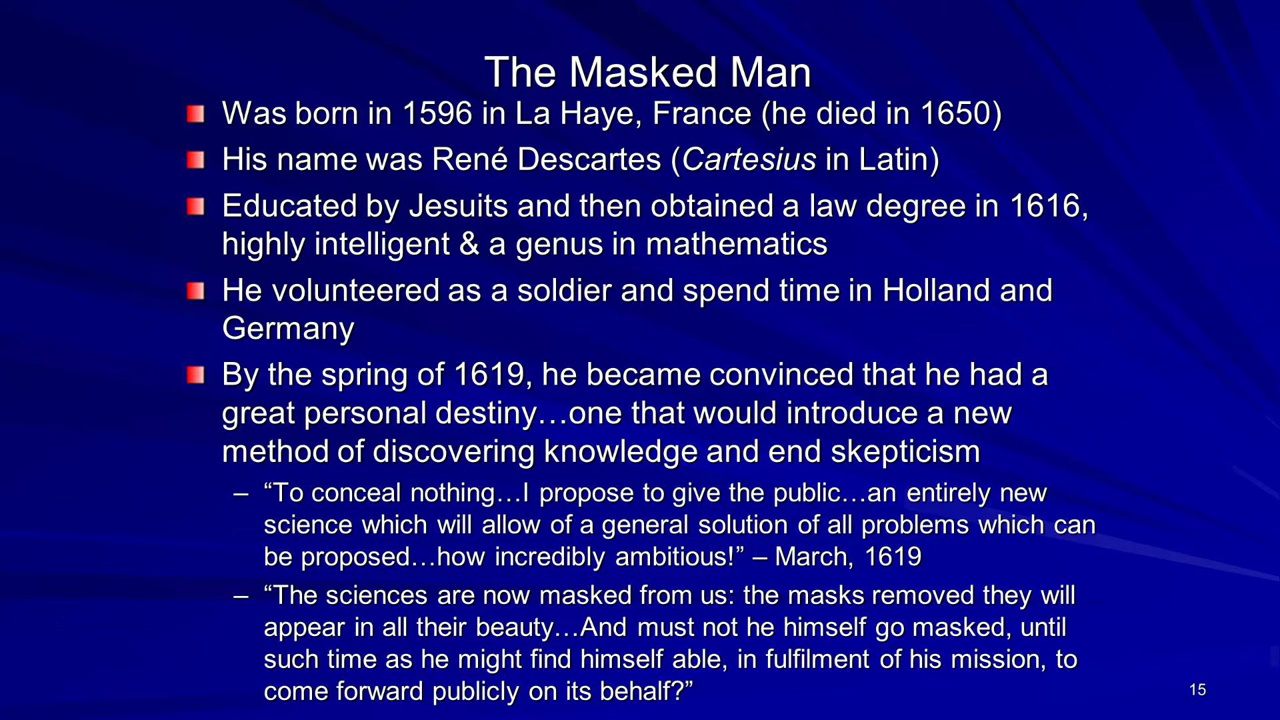 The Masked Man
Was born in 1596 in La Haye, France (he died in 1650)
His name was René Descartes (Cartesius in Latin)
Educated by Jesuits and then obtained a law degree in 1616,
highly intelligent & a genus in mathematics
He volunteered as a soldier and spend time in Holland and
Germany
By the spring of 1619, he became convinced that he had a
great personal destiny…one that would introduce a new
method of discovering knowledge and end skepticism
– “To conceal nothing…I propose to give the public…an entirely new
science which will allow of a general solution of all problems which can
be proposed…how incredibly ambitious!” – March, 1619
– “The sciences are now masked from us: the masks removed they will
appear in all their beauty…And must not he himself go masked, until
such time as he might find himself able, in fulfilment of his mission, to
come forward publicly on its behalf?”
15